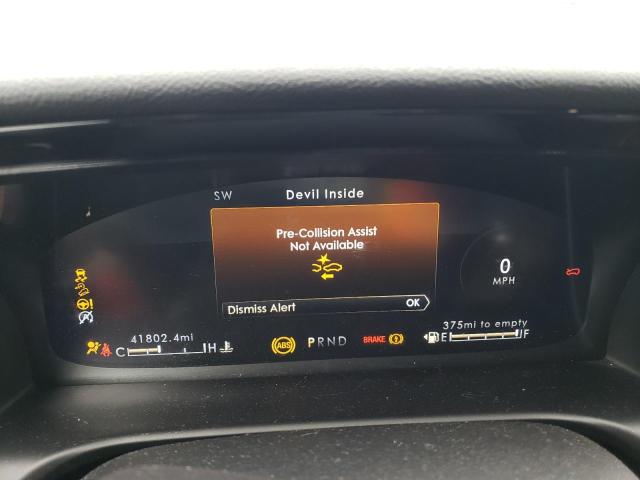 SW Devil Inside
Pre-Collision Assist
Not Available
Dismiss Alert OK
0
MPH
41802.4mi
375mi to empty
C H ABS PRND BRAKE E F